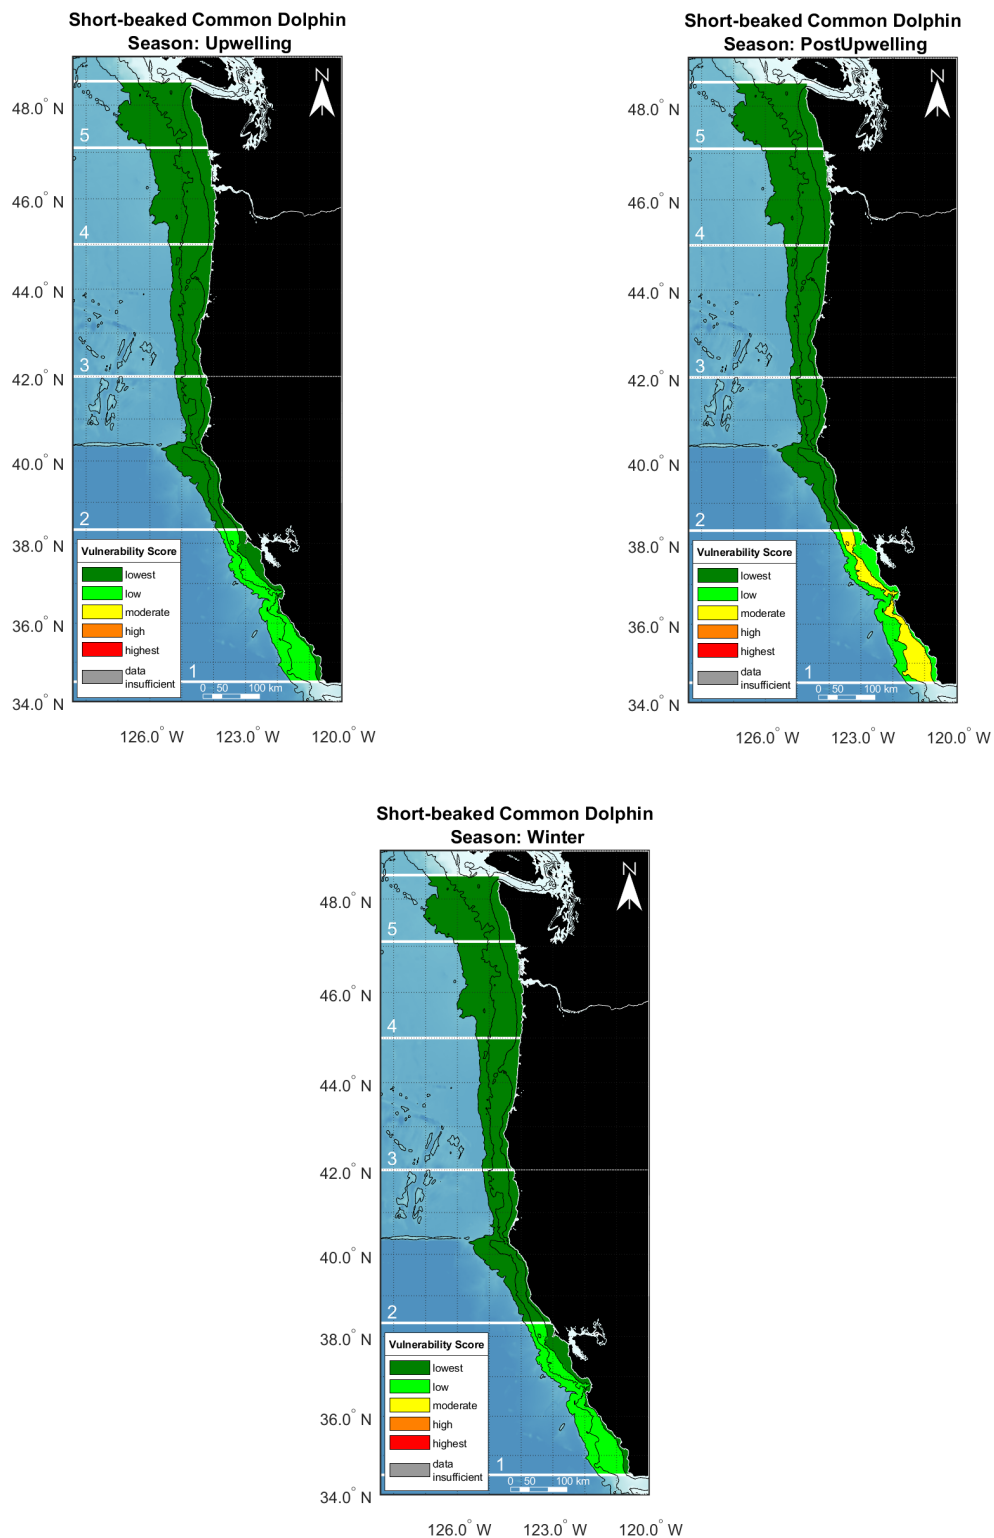 Short-beaked Common Dolphin
Season: Upwelling
N
48.0° N
5
46.0° N
4
44.0° N
3
42.0° N
40.0° N
2
38.0° N
Vulnerability Score
lowest
low
moderate
high
highest
data
insufficient
36.0° N
1
0 50 100 km
34.0° N
126.0° W 123.0° W 120.0° W
Short-beaked Common Dolphin
Season: PostUpwelling
N
48.0° N
5
46.0° N
4
44.0° N
3
42.0° N
40.0° N
2
38.0° N
Vulnerability Score
lowest
low
moderate
high
highest
data
insufficient
36.0° N
1
0 50 100 km
34.0° N
126.0° W 123.0° W 120.0° W
Short-beaked Common Dolphin
Season: Winter
N
48.0° N
5
46.0° N
4
44.0° N
3
42.0° N
40.0° N
2
38.0° N
Vulnerability Score
lowest
low
moderate
high
highest
data
insufficient
36.0° N
1
0 50 100 km
34.0° N
126.0° W 123.0° W 120.0° W